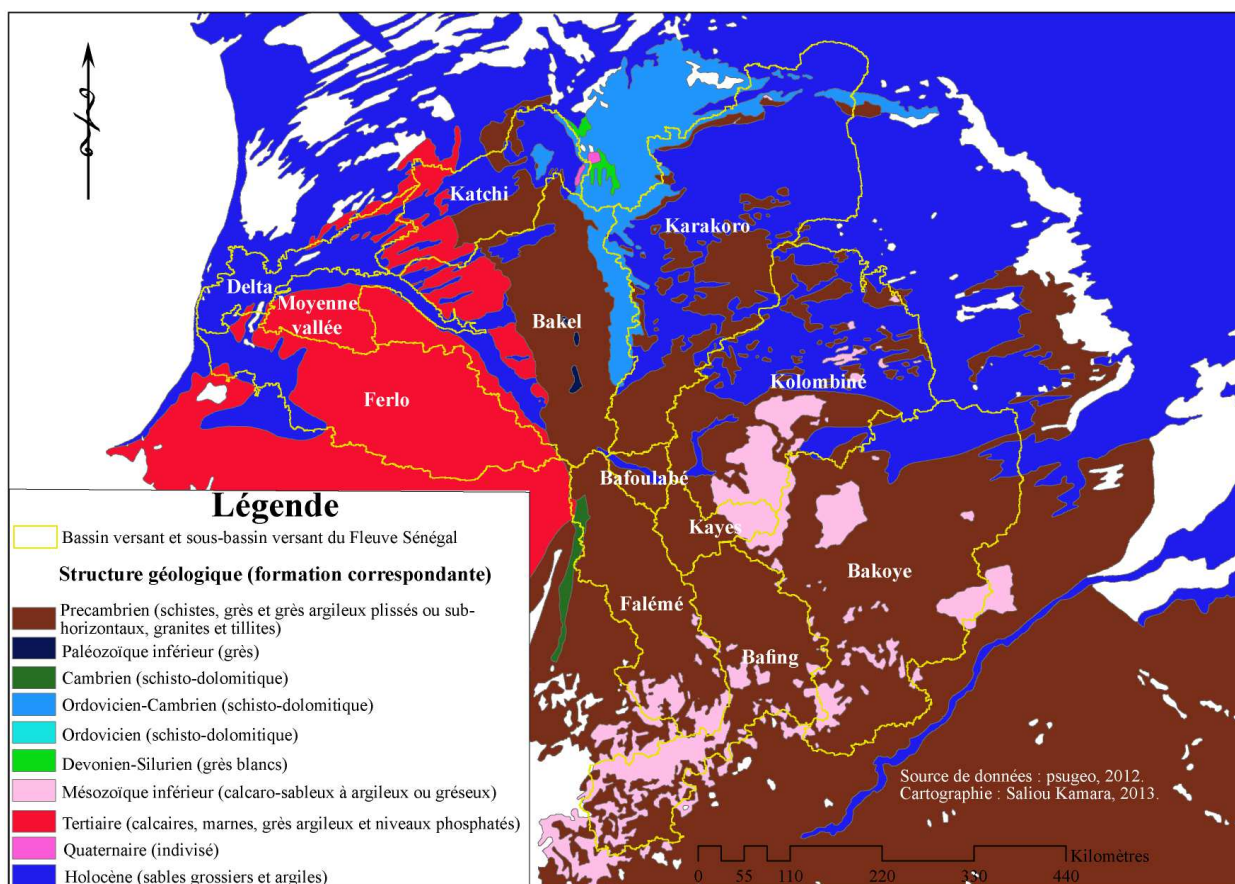 Katchi
Karakoro
Delta
Moyenne
vallée
Bakel
Ferlo
Kolombiné
Bafoulabé
Kayes
Bakoye
Falémé
Bafing
Légende
Bassin versant et sous-bassin versant du Fleuve Sénégal
Structure géologique (formation correspondante)
Precambrien (schistes, grès et grès argileux plissés ou sub-
horizontaux, granites et tillites)
Paléozoïque inférieur (grès)
Cambrien (schisto-dolomitique)
Ordovicien-Cambrien (schisto-dolomitique)
Ordovicien (schisto-dolomitique)
Devonien-Silurien (grès blancs)
Mésozoïque inférieur (calcaro-sableux à argileux ou gréseux)
Tertiaire (calcaires, marnes, grès argileux et niveaux phosphatés)
Quaternaire (indivisé)
Holocène (sables grossiers et argiles)
Source de données : psugeo, 2012.
Cartographie : Saliou Kamara, 2013.
Kilomètres
0 55 110 220 330 440